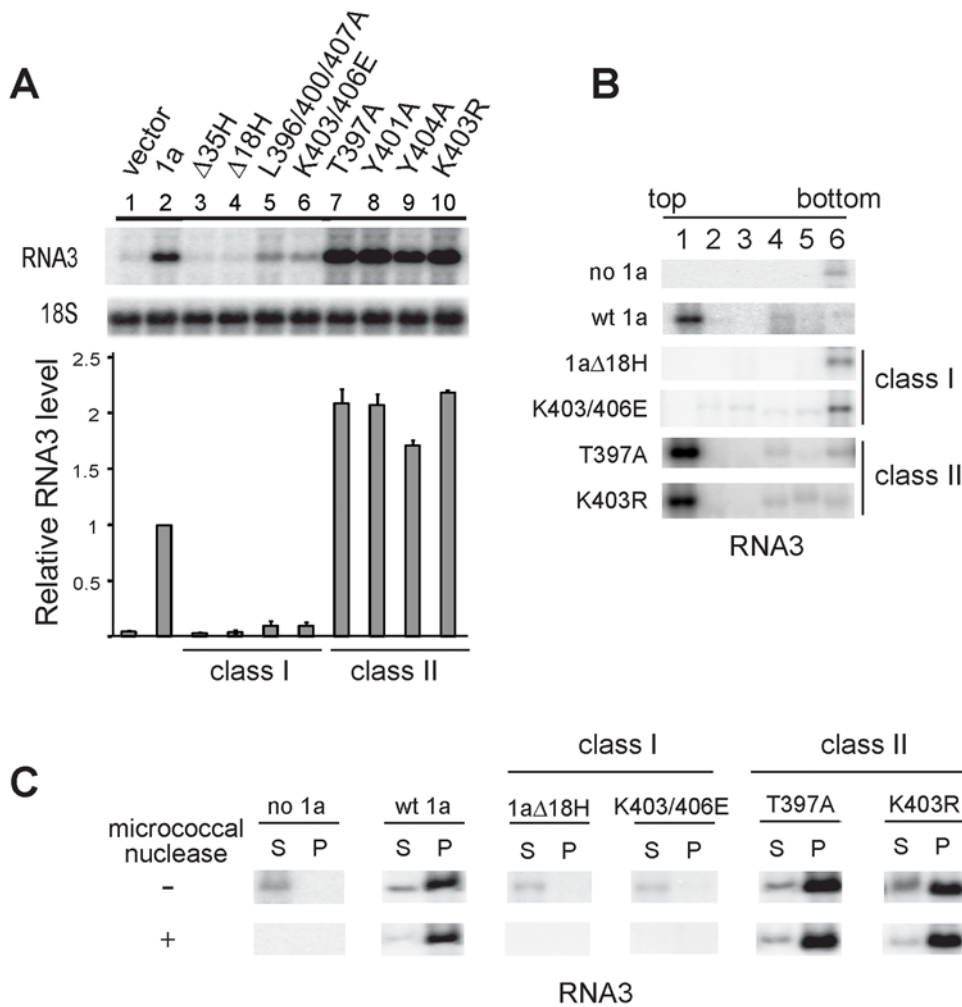 A
vector
1a
Δ35H
Δ18H
L396/400/407A
K403/406E
T397A
Y401A
Y404A
K403R
1 2 3 4 5 6 7 8 9 10
RNA3
18S
Relative RNA3 level
2.5
2
1.5
1
0.5
class I class II
B
top bottom
1 2 3 4 5 6
no 1a
wt 1a
1aΔ18H
K403/406E
class I
T397A
K403R
class II
RNA3
C
class I class II
no 1a wt 1a 1aΔ18H K403/406E T397A K403R
micrococcal
nuclease
S P S P S P S P S P S P
-
+
RNA3